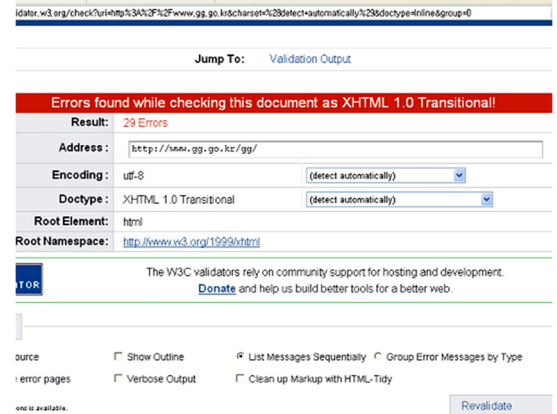 idator.w3.org/check?uri=http%3A%2F%2Fwww.gg.go.kr&charset=%28detect+automatically%29&doctype=Inline&group=0
Jump To: Validation Output
Errors found while checking this document as XHTML 1.0 Transitional!
Result: 29 Errors
Address : http://www.gg.go.kr/gg/
Encoding : utf-8 (detect automatically)
Doctype : XHTML 1.0 Transitional (detect automatically)
Root Element: html
Root Namespace: http://www.w3.org/1999/xhtml
The W3C validators rely on community support for hosting and development.
ATOR Donate and help us build better tools for a better web.
ource Show Outline List Messages Sequentially Group Error Messages by Type
error pages Verbose Output Clean up Markup with HTML-Tidy
ons is available. Revalidate